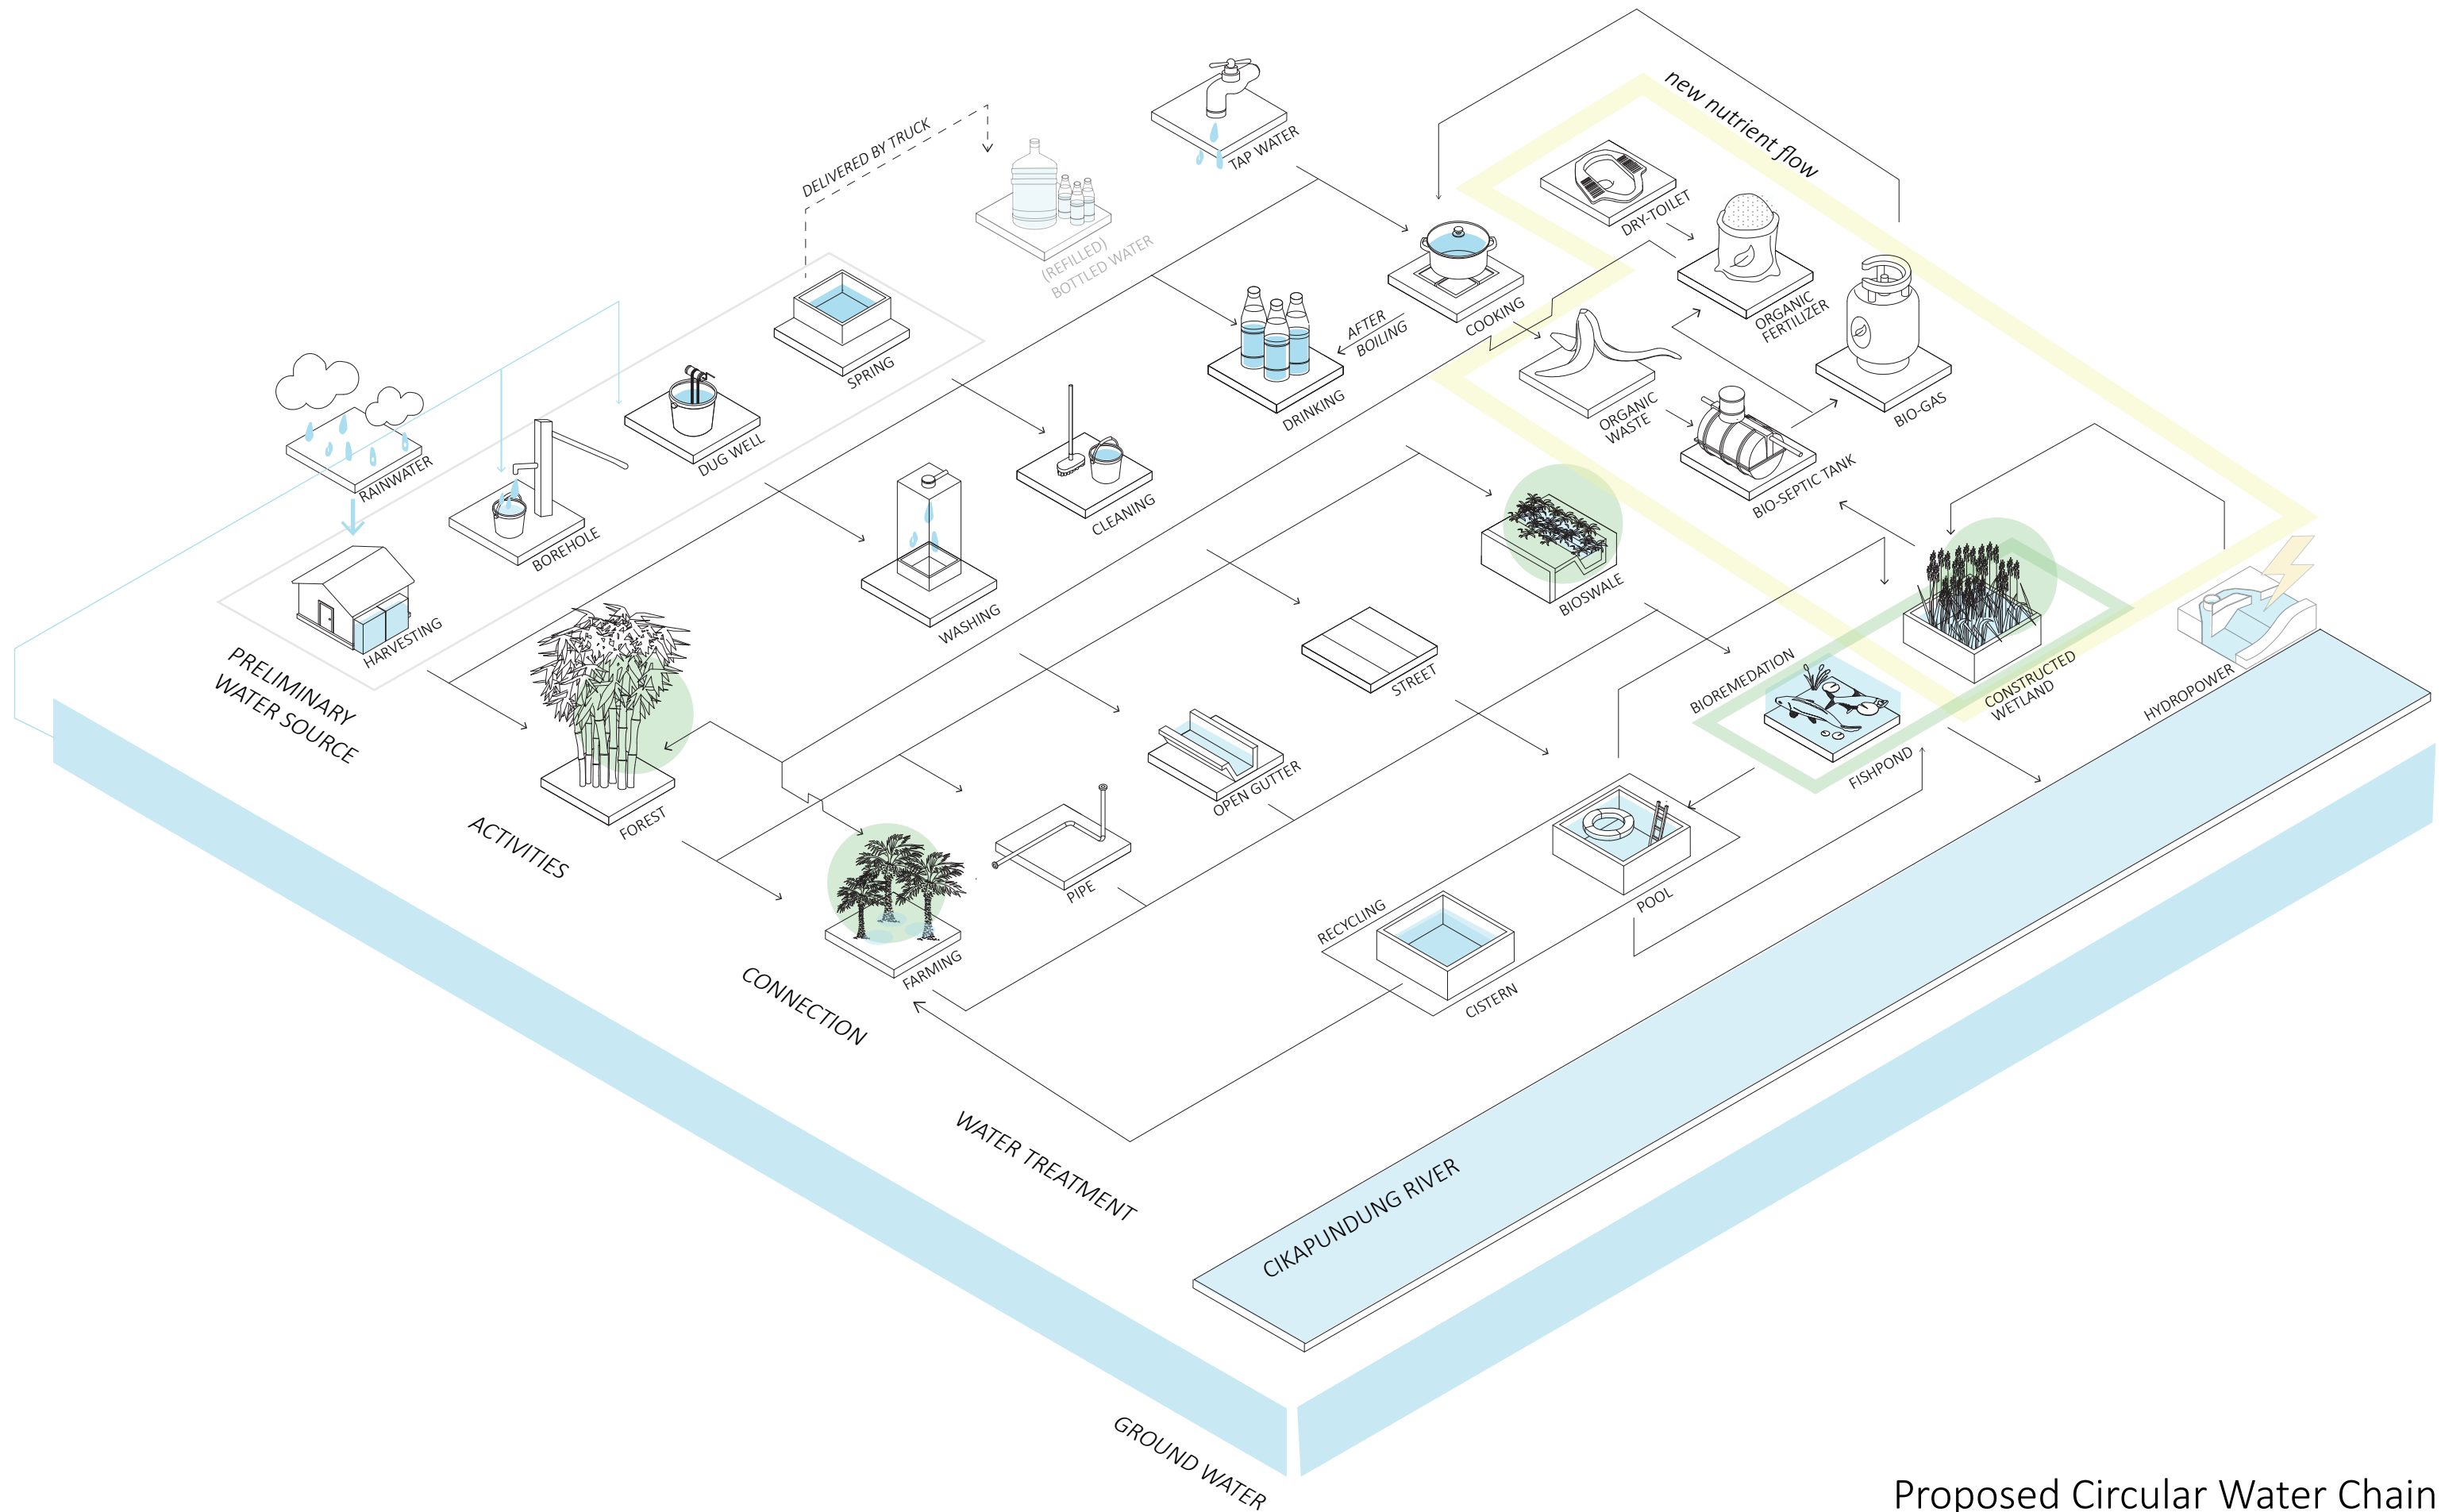 new nutrient flow
TAP WATER
DELIVERED BY TRUCK
(REFILLED)
BOTTLED WATER
DRY-TOILET
ORGANIC
FERTILIZER
BIO-GAS
COOKING
AFTER
BOILING
DRINKING
ORGANIC
WASTE
BIO-SEPTIC TANK
SPRING
DUG WELL
RAINWATER
BOREHOLE
HARVESTING
CLEANING
WASHING
BIOSWALE
STREET
BIOREMEDATION
CONSTRUCTED
WETLAND
HYDROPOWER
FISHPOND
OPEN GUTTER
FOREST
PIPE
POOL
RECYCLING
CISTERN
FARMING
PRELIMINARY
WATER SOURCE
ACTIVITIES
CONNECTION
WATER TREATMENT
CIKAPUNDUNG RIVER
GROUND WATER
Proposed Circular Water Chain